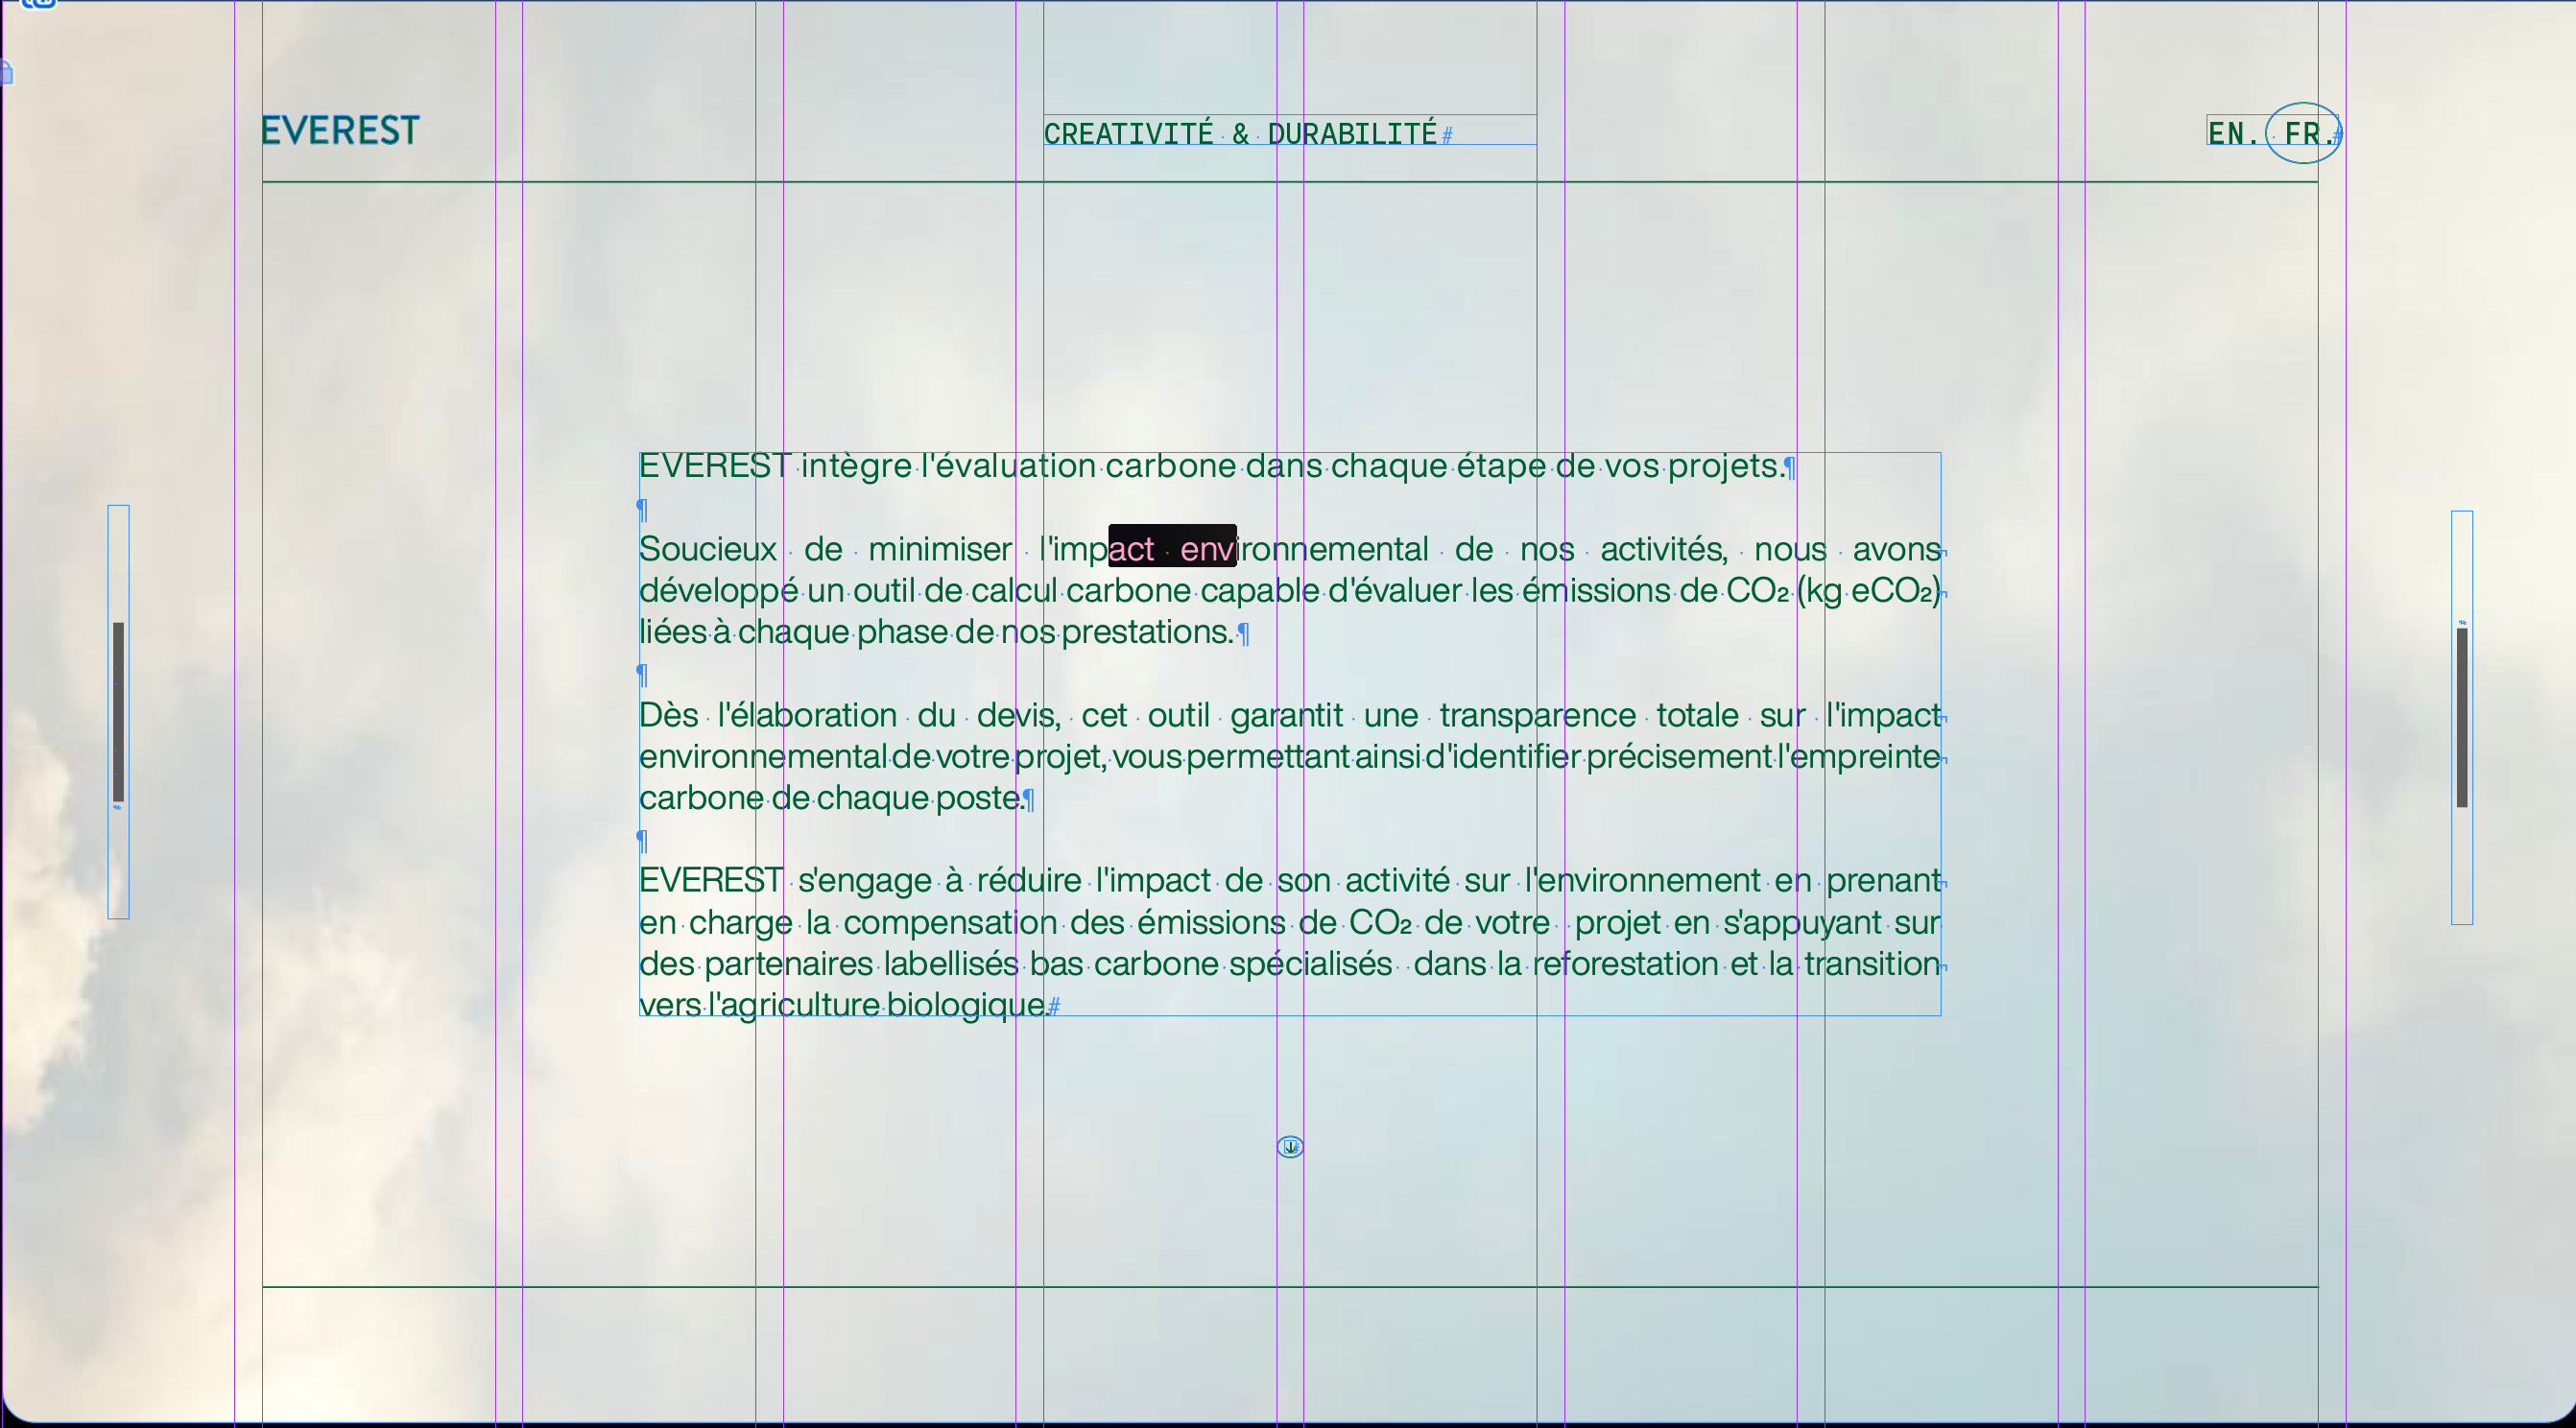 EVEREST
CREATIVITÉ & DURABILITÉ
EN. FR.
EVEREST intègre l'évaluation carbone dans chaque étape de vos projets.
Soucieux de minimiser l'impact environnemental de nos activités, nous avons
développé un outil de calcul carbone capable d'évaluer les émissions de CO₂ (kg eCO₂)
liées à chaque phase de nos prestations.
Dès l'élaboration du devis, cet outil garantit une transparence totale sur l'impact
environnemental de votre projet, vous permettant ainsi d'identifier précisement l'empreinte
carbone de chaque poste.
EVEREST s'engage à réduire l'impact de son activité sur l'environnement en prenant
en charge la compensation des émissions de CO₂ de votre projet en s'appuyant sur
des partenaires labellisés bas carbone spécialisés dans la reforestation et la transition
vers l'agriculture biologique.